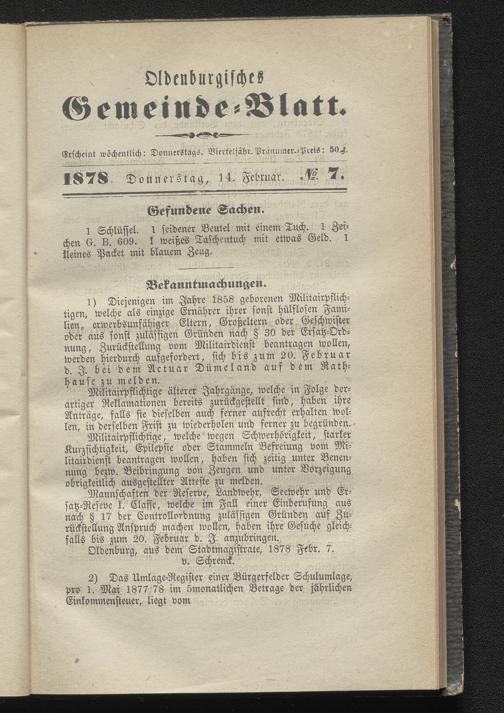 Oldenburgisches
Gemeinde-Blatt.
Erscheint wöchentlich: Donnerstags. Vierteljähr. Pränumer.-Preis: 50 ₰.
1878. Donnerstag, 14. Februar. № 7.
Gefundene Sachen.
1 Schlüssel. 1 seidener Beutel mit einem Tuch. 1 Zei-
chen G. B. 609. 1 weißes Taschentuch mit etwas Geld. 1
kleines Packet mit blauem Zeug.
Bekanntmachungen.
1) Diejenigen im Jahre 1858 geborenen Militairpflich-
tigen, welche als einzige Ernährer ihrer sonst hülflosen Fami-
lien, erwerbsunfähiger Eltern, Großeltern oder Geschwister
oder aus sonst zulässigen Gründen nach § 30 der Ersatz-Ord-
nung, Zurückstellung vom Militairdienst beantragen wollen,
werden hierdurch aufgefordert, sich bis zum 20. Februar
d. J. bei dem Actuar Dümeland auf dem Rath-
hause zu melden.
Militairpflichtige älterer Jahrgänge, welche in Folge der-
artiger Reklamationen bereits zurückgestellt sind, haben ihre
Anträge, falls sie dieselben auch ferner aufrecht erhalten wol-
len, in derselben Frist zu wiederholen und ferner zu begründen.
Militairpflichtige, welche wegen Schwerhörigkeit, starker
Kurzsichtigkeit, Epilepsie oder Stammeln Befreiung vom Mi-
litairdienst beantragen wollen, haben sich zeitig unter Benen-
nung bezw. Beibringung von Zeugen und unter Vorzeigung
obrigkeitlich ausgestellter Atteste zu melden.
Mannschaften der Reserve, Landwehr, Seewehr und Er-
satz-Reseve I. Classe, welche im Fall einer Einberufung aus
nach § 17 der Controllordnung zulässigen Gründen auf Zu-
rückstellung Anspruch machen wollen, haben ihre Gesuche gleich-
falls bis zum 20. Februar d. J. anzubringen.
Oldenburg, aus dem Stadtmagistrate, 1878 Febr. 7.
v. Schrenck.
2) Das Umlage-Register einer Bürgerfelder Schulumlage,
pro 1. Mai 1877/78 im 5monatlichen Betrage der jährlichen
Einkommensteuer, liegt vom